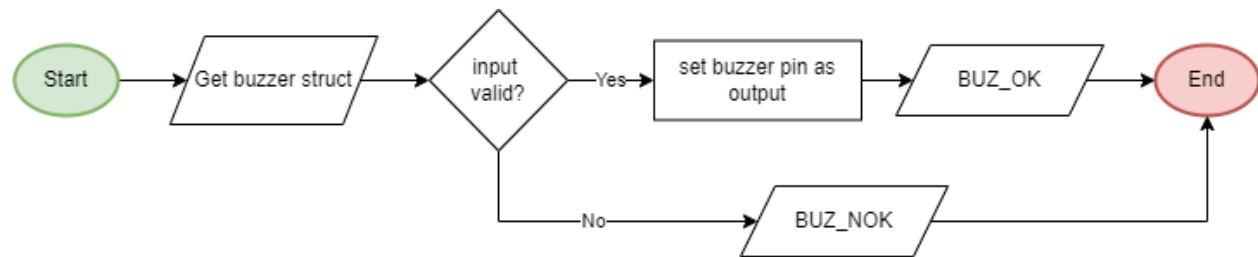 Start
Get buzzer struct
input
valid?
Yes
set buzzer pin as
output
BUZ_OK
End
No
BUZ_NOK